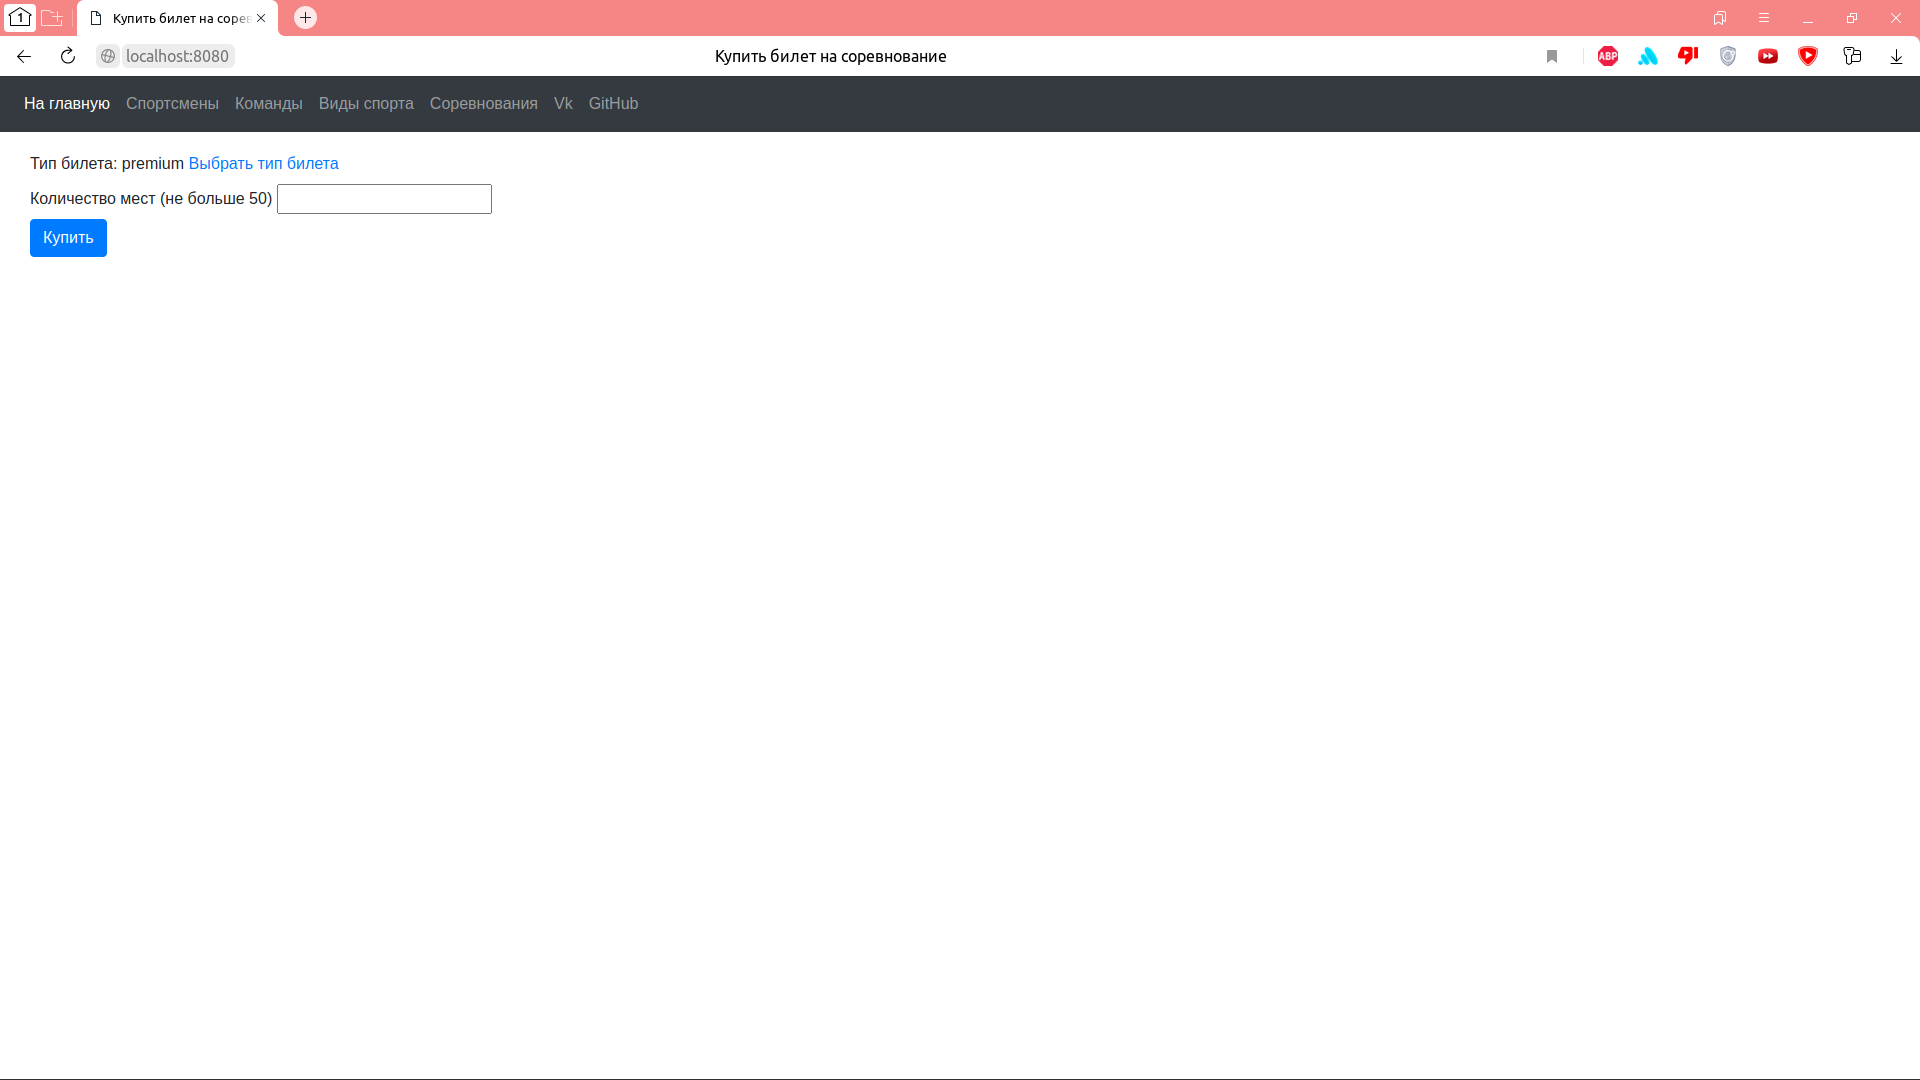 1
Купить билет на сорев
localhost:8080
Купить билет на соревнование
ABP
На главную Спортсмены Команды Виды спорта Соревнования Vk GitHub
Тип билета: premium Выбрать тип билета
Количество мест (не больше 50)
Купить